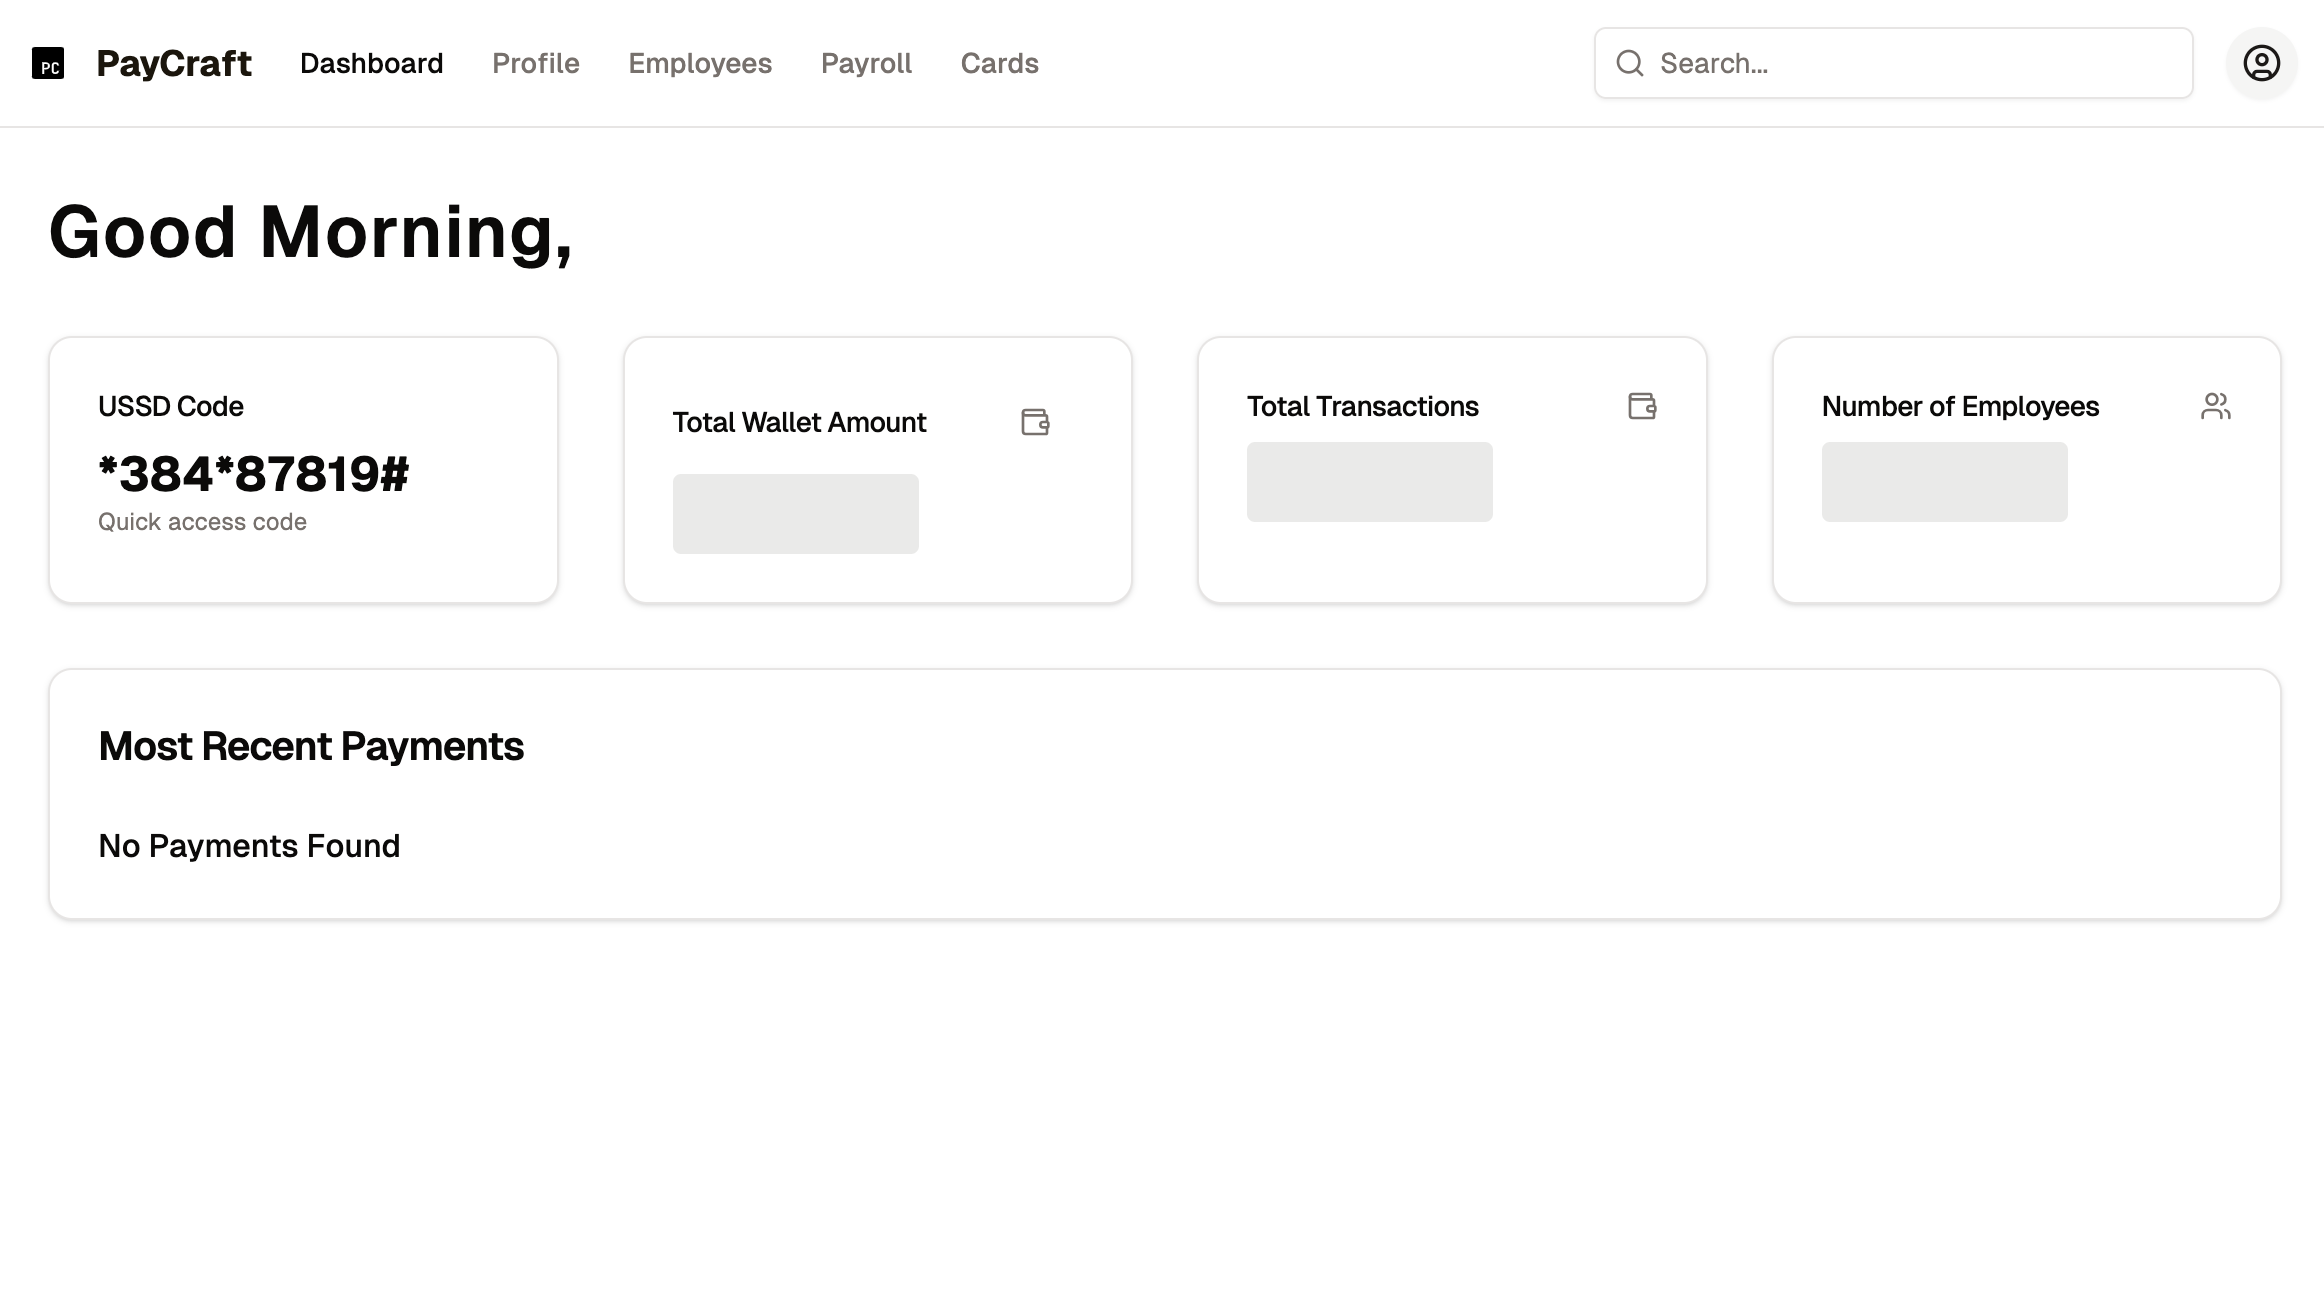 PC PayCraft Dashboard Profile Employees Payroll Cards Search...
Good Morning,
USSD Code
*384*87819#
Quick access code
Total Wallet Amount
Total Transactions
Number of Employees
Most Recent Payments
No Payments Found